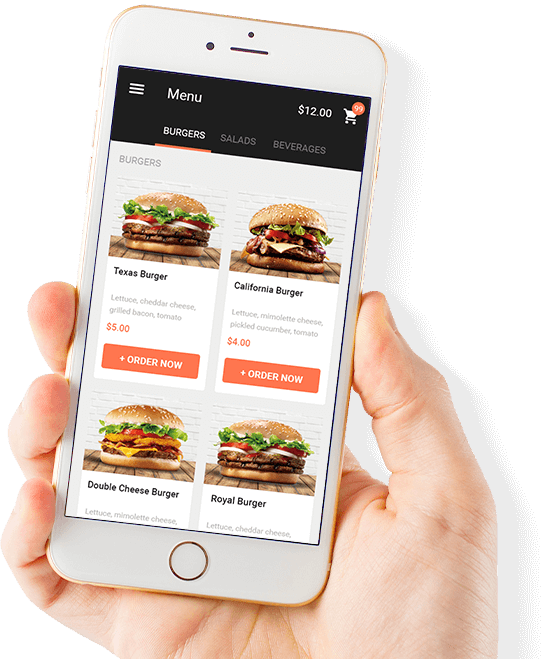 Menu
$12.00
99
BURGERS
SALADS
BEVERAGES
BURGERS
Texas Burger
Lettuce, cheddar cheese,
grilled bacon, tomato
$5.00
+ ORDER NOW
California Burger
Lettuce, mimolette cheese,
pickled cucumber, tomato
$4.00
+ ORDER NOW
Double Cheese Burger
Lettuce, mimolette cheese,
Royal Burger
Lettuce, cheddar cheese,